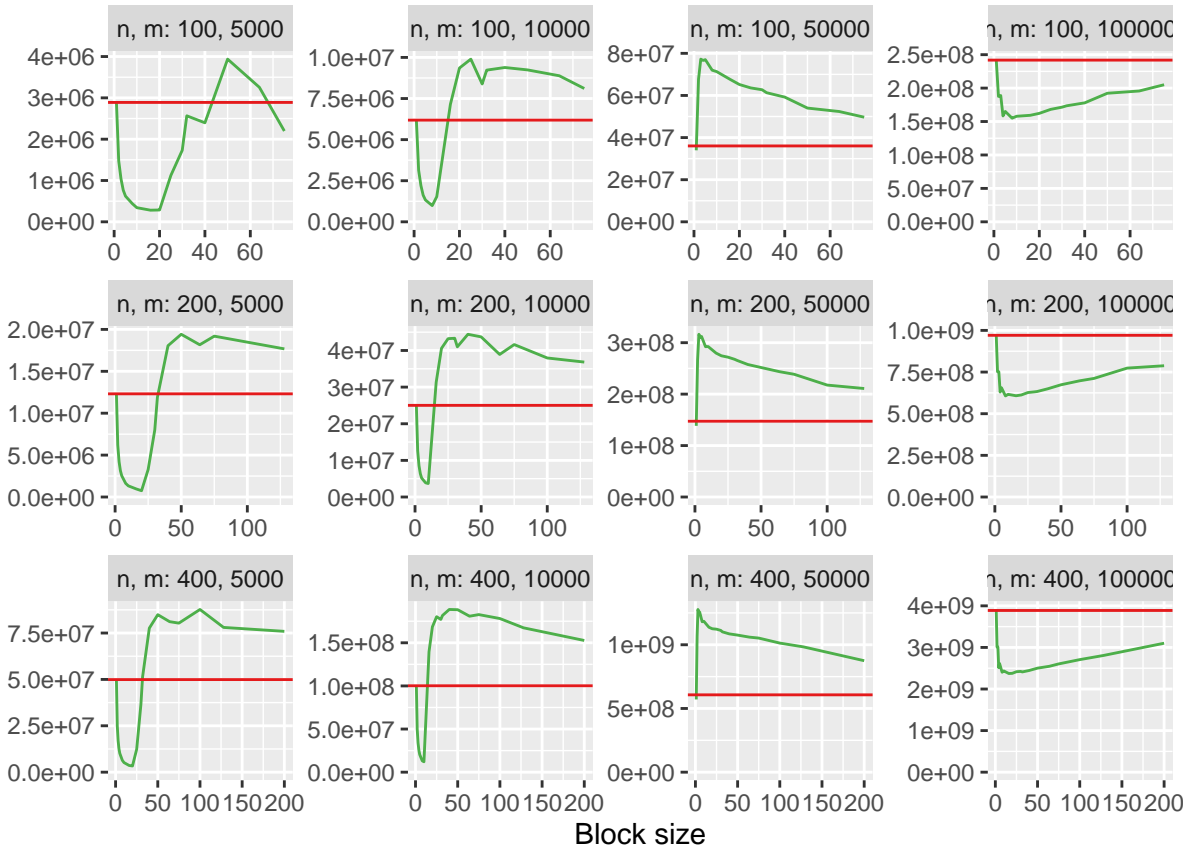 n, m: 100, 5000
n, m: 100, 10000
n, m: 100, 50000
n, m: 100, 100000
4e+06
3e+06
2e+06
1e+06
0e+00
0 20 40 60
1.0e+07
7.5e+06
5.0e+06
2.5e+06
0.0e+00
0 20 40 60
8e+07
6e+07
4e+07
2e+07
0e+00
0 20 40 60
2.5e+08
2.0e+08
1.5e+08
1.0e+08
5.0e+07
0.0e+00
0 20 40 60
n, m: 200, 5000
n, m: 200, 10000
n, m: 200, 50000
n, m: 200, 100000
2.0e+07
1.5e+07
1.0e+07
5.0e+06
0.0e+00
0 50 100
4e+07
3e+07
2e+07
1e+07
0e+00
0 50 100
3e+08
2e+08
1e+08
0e+00
0 50 100
1.0e+09
7.5e+08
5.0e+08
2.5e+08
0.0e+00
0 50 100
n, m: 400, 5000
n, m: 400, 10000
n, m: 400, 50000
n, m: 400, 100000
7.5e+07
5.0e+07
2.5e+07
0.0e+00
0 50 100 150 200
1.5e+08
1.0e+08
5.0e+07
0.0e+00
0 50 100 150 200
1e+09
5e+08
0e+00
0 50 100 150 200
4e+09
3e+09
2e+09
1e+09
0e+00
0 50 100 150 200
Block size